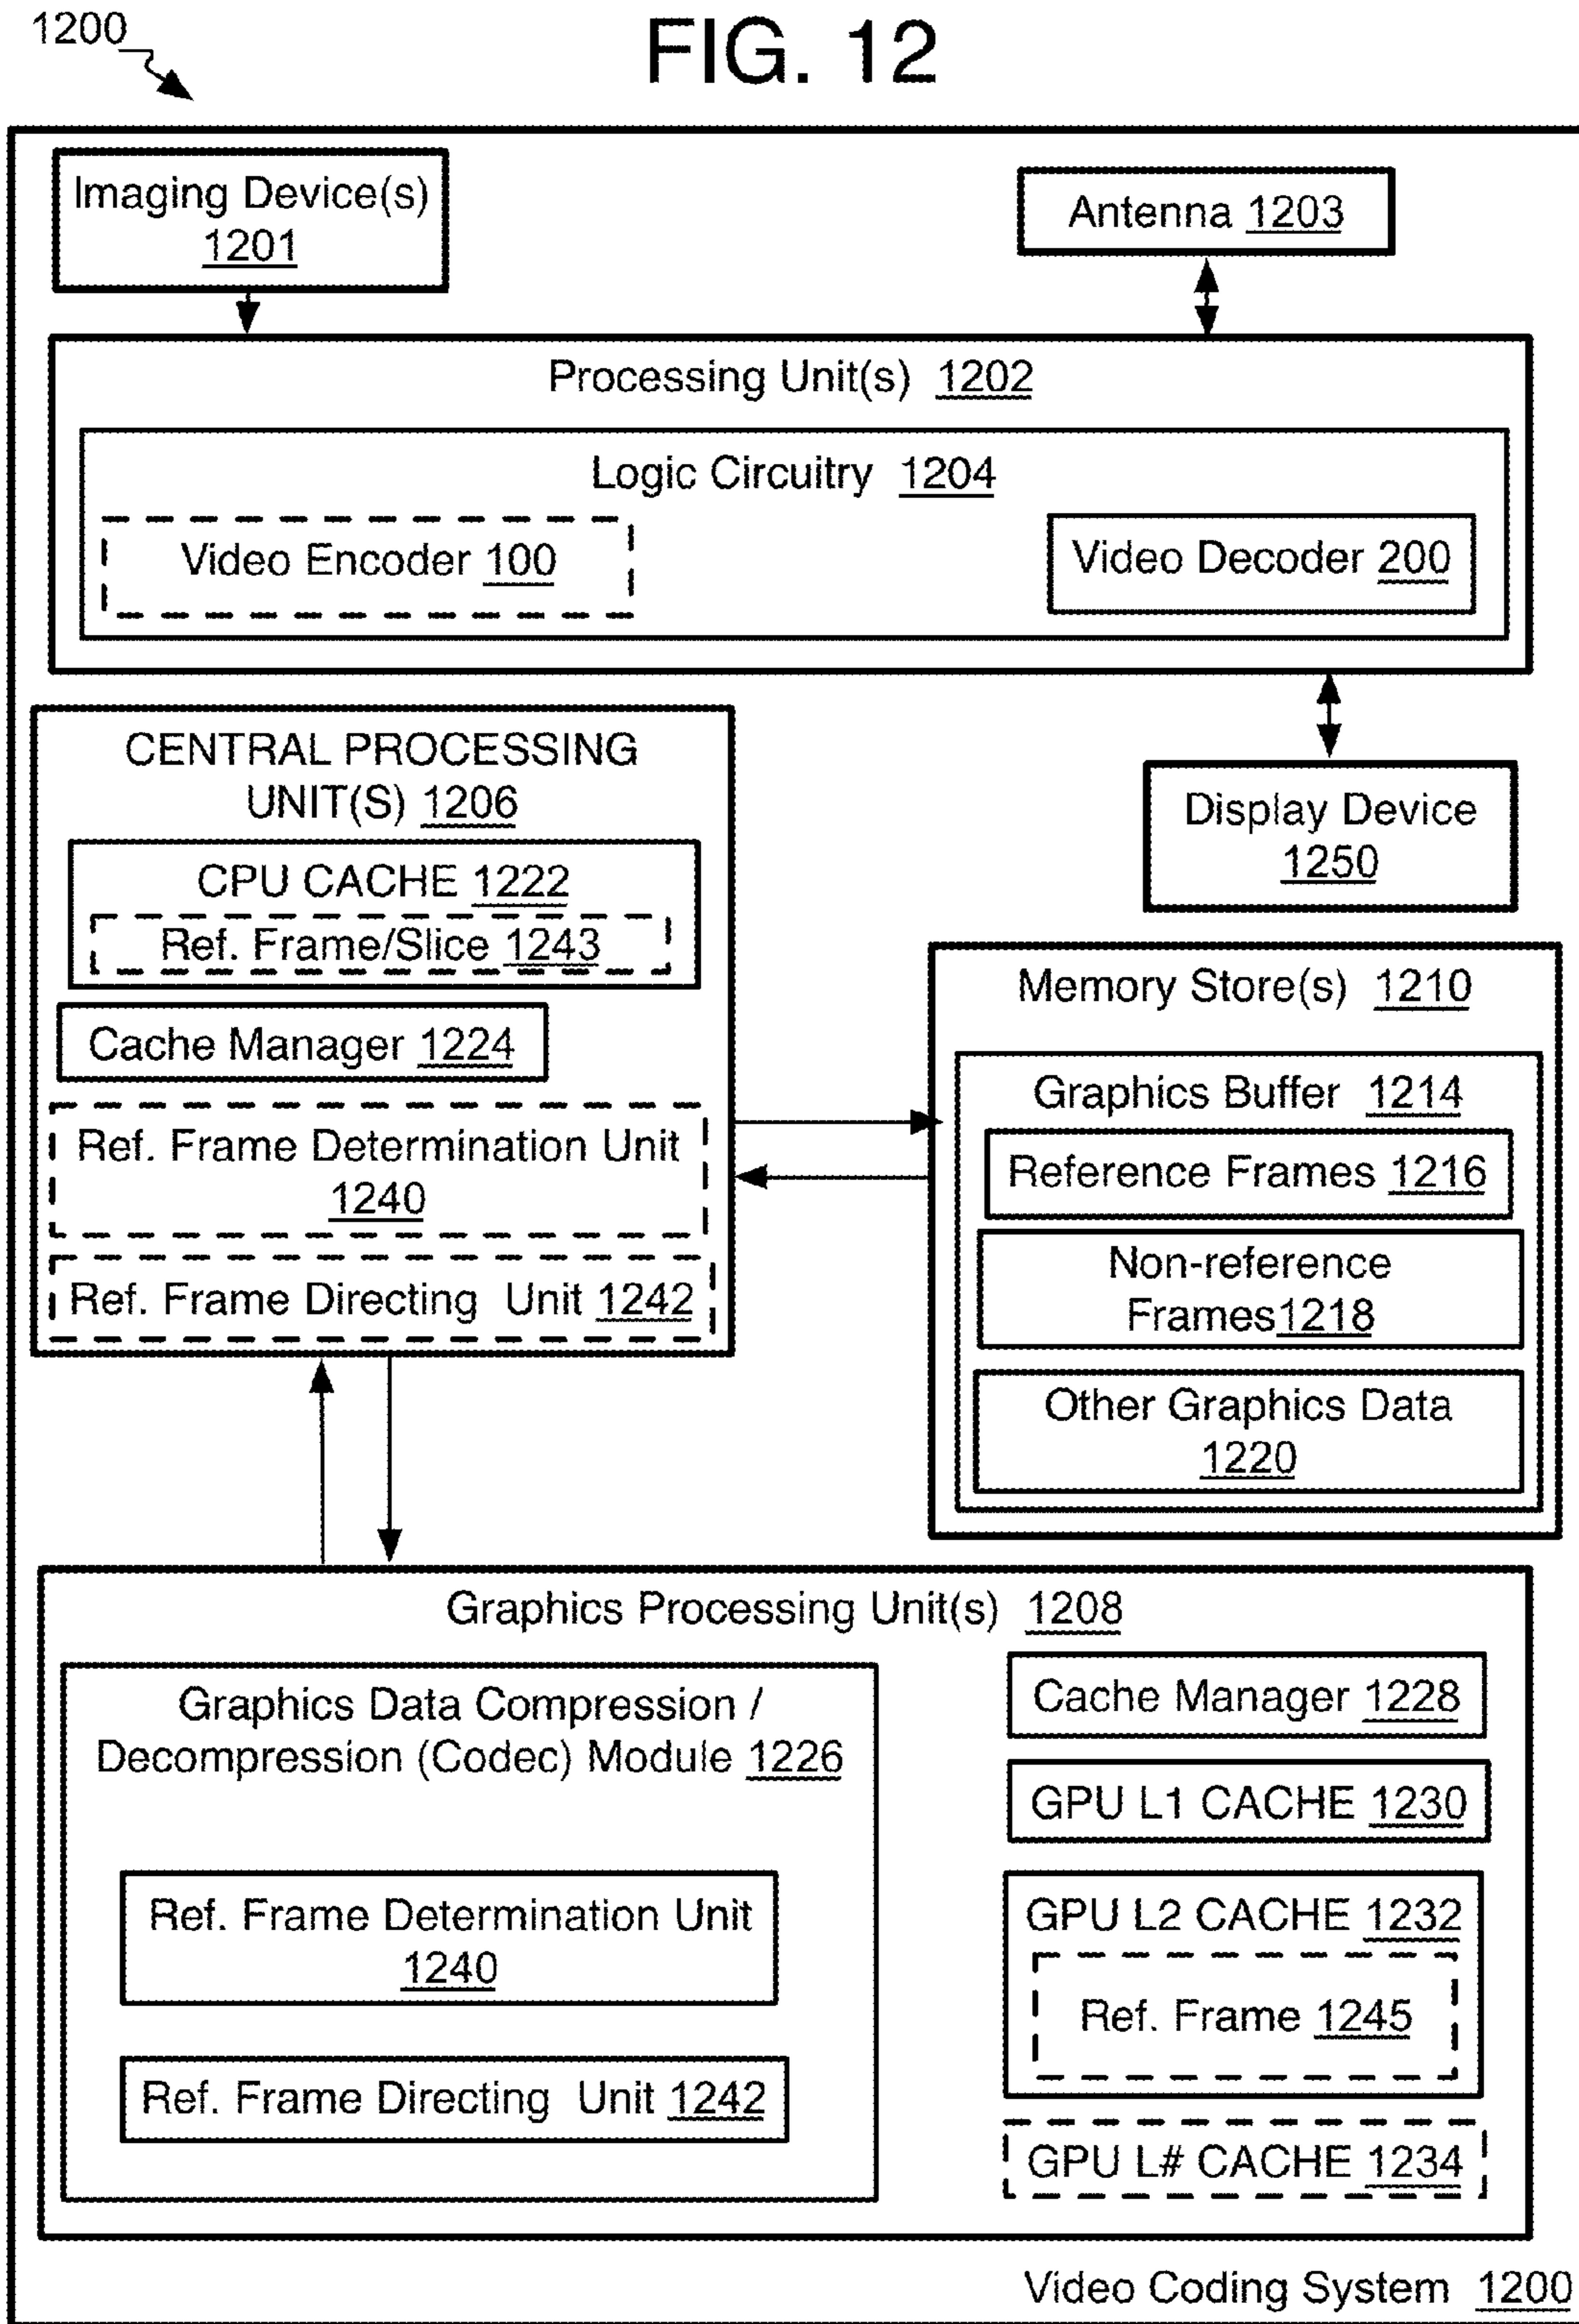 1200
FIG. 12
Imaging Device(s)
1201
Antenna 1203
Processing Unit(s) 1202
Logic Circuitry 1204
Video Encoder 100
Video Decoder 200
CENTRAL PROCESSING
UNIT(S) 1206
CPU CACHE 1222
Ref. Frame/Slice 1243
Cache Manager 1224
Ref. Frame Determination Unit
1240
Ref. Frame Directing Unit 1242
Display Device
1250
Memory Store(s) 1210
Graphics Buffer 1214
Reference Frames 1216
Non-reference
Frames1218
Other Graphics Data
1220
Graphics Processing Unit(s) 1208
Graphics Data Compression /
Decompression (Codec) Module 1226
Ref. Frame Determination Unit
1240
Ref. Frame Directing Unit 1242
Cache Manager 1228
GPU L1 CACHE 1230
GPU L2 CACHE 1232
Ref. Frame 1245
GPU L# CACHE 1234
Video Coding System 1200